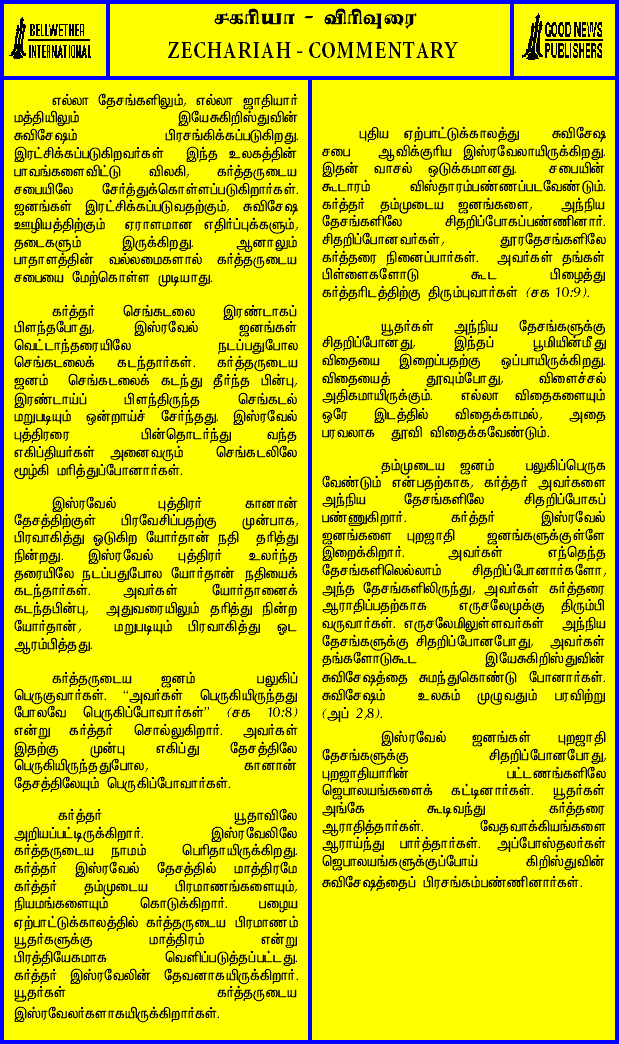 BELLWETHER
INTERNATIONAL
சகரியா - விரிவுரை
ZECHARIAH - COMMENTARY
GOOD NEWS
PUBLISHERS
எல்லா தேசங்களிலும், எல்லா ஜாதியார்
மத்தியிலும் இயேசுகிறிஸ்துவின்
சுவிசேஷம் பிரசங்கிக்கப்படுகிறது.
இரட்சிக்கப்படுகிறவர்கள் இந்த உலகத்தின்
பாவங்களைவிட்டு விலகி, கர்த்தருடைய
சபையிலே சேர்த்துக்கொள்ளப்படுகிறார்கள்.
ஜனங்கள் இரட்சிக்கப்படுவதற்கும், சுவிசேஷ
ஊழியத்திற்கும் ஏராளமான எதிர்ப்புக்களும்,
தடைகளும் இருக்கிறது. ஆனாலும்
பாதாளத்தின் வல்லமைகளால் கர்த்தருடைய
சபையை மேற்கொள்ள முடியாது.
கர்த்தர் செங்கடலை இரண்டாகப்
பிளந்தபோது, இஸ்ரவேல் ஜனங்கள்
வெட்டாந்தரையிலே நடப்பதுபோல
செங்கடலைக் கடந்தார்கள். கர்த்தருடைய
ஜனம் செங்கடலைக் கடந்து தீர்ந்த பின்பு,
இரண்டாய்ப் பிளந்திருந்த செங்கடல்
மறுபடியும் ஒன்றாய்ச் சேர்ந்தது. இஸ்ரவேல்
புத்திரரை பின்தொடர்ந்து வந்த
எகிப்தியர்கள் அனைவரும் செங்கடலிலே
மூழ்கி மரித்துப்போனார்கள்.
இஸ்ரவேல் புத்திரர் கானான்
தேசத்திற்குள் பிரவேசிப்பதற்கு முன்பாக,
பிரவாகித்து ஓடுகிற யோர்தான் நதி தரித்து
நின்றது. இஸ்ரவேல் புத்திரர் உலர்ந்த
தரையிலே நடப்பதுபோல யோர்தான் நதியைக்
கடந்தார்கள். அவர்கள் யோர்தானைக்
கடந்தபின்பு, அதுவரையிலும் தரித்து நின்ற
யோர்தான், மறுபடியும் பிரவாகித்து ஓட
ஆரம்பித்தது.
கர்த்தருடைய ஜனம் பலுகிப்
பெருகுவார்கள். “அவர்கள் பெருகியிருந்தது
போலவே பெருகிப்போவார்கள்” (சக 10:8)
என்று கர்த்தர் சொல்லுகிறார். அவர்கள்
இதற்கு முன்பு எகிப்து தேசத்திலே
பெருகியிருந்ததுபோல, கானான்
தேசத்திலேயும் பெருகிப்போவார்கள்.
கர்த்தர் யூதாவிலே
அறியப்பட்டிருக்கிறார். இஸ்ரவேலிலே
கர்த்தருடைய நாமம் பெரிதாயிருக்கிறது.
கர்த்தர் இஸ்ரவேல் தேசத்தில் மாத்திரமே
கர்த்தர் தம்முடைய பிரமாணங்களையும்,
நியமங்களையும் கொடுக்கிறார். பழைய
ஏற்பாட்டுக்காலத்தில் கர்த்தருடைய பிரமாணம்
யூதர்களுக்கு மாத்திரம் என்று
பிரத்தியேகமாக வெளிப்படுத்தப்பட்டது.
கர்த்தர் இஸ்ரவேலின் தேவனாகயிருக்கிறார்.
யூதர்கள் கர்த்தருடைய
இஸ்ரவேலர்களாகயிருக்கிறார்கள்.
புதிய ஏற்பாட்டுக்காலத்து சுவிசேஷ
சபை ஆவிக்குரிய இஸ்ரவேலாயிருக்கிறது.
இதன் வாசல் ஒடுக்கமானது. சபையின்
கூடாரம் விஸ்தாரம்பண்ணப்படவேண்டும்.
கர்த்தர் தம்முடைய ஜனங்களை, அந்நிய
தேசங்களிலே சிதறிப்போகப்பண்ணினார்.
சிதறிப்போனவர்கள், தூரதேசங்களிலே
கர்த்தரை நினைப்பார்கள். அவர்கள் தங்கள்
பிள்ளைகளோடு கூட பிழைத்து
கர்த்தரிடத்திற்கு திரும்புவார்கள் (சக 10:9).
யூதர்கள் அந்நிய தேசங்களுக்கு
சிதறிப்போனது, இந்தப் பூமியின்மீது
விதையை இறைப்பதற்கு ஒப்பாயிருக்கிறது.
விதையைத் தூவும்போது, விளைச்சல்
அதிகமாயிருக்கும். எல்லா விதைகளையும்
ஒரே இடத்தில் விதைக்காமல், அதை
பரவலாக தூவி விதைக்கவேண்டும்.
தம்முடைய ஜனம் பலுகிப்பெருக
வேண்டும் என்பதற்காக, கர்த்தர் அவர்களை
அந்நிய தேசங்களிலே சிதறிப்போகப்
பண்ணுகிறார். கர்த்தர் இஸ்ரவேல்
ஜனங்களை புறஜாதி ஜனங்களுக்குள்ளே
இறைக்கிறார். அவர்கள் எந்தெந்த
தேசங்களிலெல்லாம் சிதறிப்போனார்களோ,
அந்த தேசங்களிலிருந்து, அவர்கள் கர்த்தரை
ஆராதிப்பதற்காக எருசலேமுக்கு திரும்பி
வருவார்கள். எருசலேமிலுள்ளவர்கள் அந்நிய
தேசங்களுக்கு சிதறிப்போனபோது, அவர்கள்
தங்களோடுகூட இயேசுகிறிஸ்துவின்
சுவிசேஷத்தை சுமந்துகொண்டு போனார்கள்.
சுவிசேஷம் உலகம் முழுவதும் பரவிற்று
(அப் 2,8).
இஸ்ரவேல் ஜனங்கள் புறஜாதி
தேசங்களுக்கு சிதறிப்போனபோது,
புறஜாதியாரின் பட்டணங்களிலே
ஜெபாலயங்களைக் கட்டினார்கள். யூதர்கள்
அங்கே கூடிவந்து கர்த்தரை
ஆராதித்தார்கள். வேதவாக்கியங்களை
ஆராய்ந்து பார்த்தார்கள். அப்போஸ்தலர்கள்
ஜெபாலயங்களுக்குப்போய் கிறிஸ்துவின்
சுவிசேஷத்தைப் பிரசங்கம்பண்ணினார்கள்.